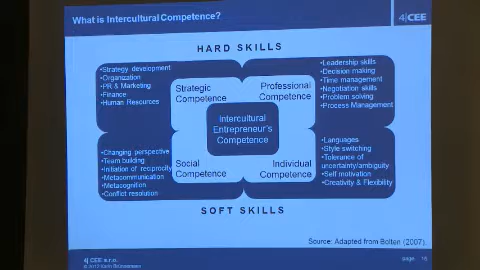 What is Intercultural Competence?
4|CEE
HARD SKILLS
•Strategy development
•Organization
•PR & Marketing
•Finance
•Human Resources
•Leadership skills
•Decision making
•Time management
•Negotiation skills
•Problem solving
•Process Management
Strategic
Competence
Professional
Competence
Intercultural
Entrepreneur's
Competence
•Changing perspective
•Team building
•Initiation of reciprocity
•Metacommunication
•Metacognition
•Conflict resolution
Social
Competence
Individual
Competence
•Languages
•Style switching
•Tolerance of
uncertainty/ambiguity
•Self motivation
•Creativity & Flexibility
SOFT SKILLS
Source: Adapted from Bolten (2007).
4| CEE s.r.o.
page